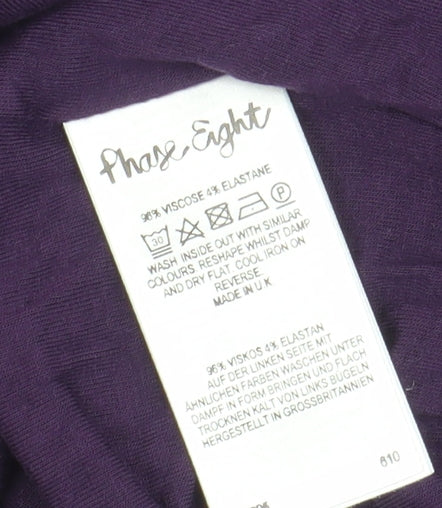 Phase Eight
96% VISCOSE 4% ELASTANE
30 P
WASH INSIDE OUT WITH SIMILAR
COLOURS. RESHAPE WHILST DAMP
AND DRY FLAT. COOL IRON ON
REVERSE.
MADE IN U.K
96% VISKOS 4% ELASTAN
AUF DER LINKEN SEITE MIT
ÄHNLICHEN FARBEN WASCHEN UNTER
DAMPF IN FORM BRINGEN UND FLACH
TROCKNEN KALT VON LINKS BÜGELN
HERGESTELLT IN GROSSBRITANNIEN
610